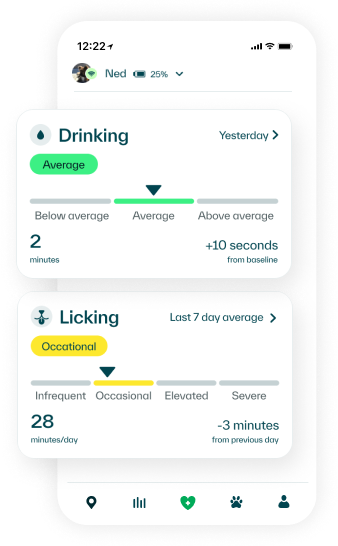 12:22
Ned 25%
Drinking
Yesterday
Average
Below average Average Above average
2
+10 seconds
minutes
from baseline
Licking
Last 7 day average
Occational
Infrequent Occasional Elevated Severe
28
-3 minutes
minutes/day
from previous day